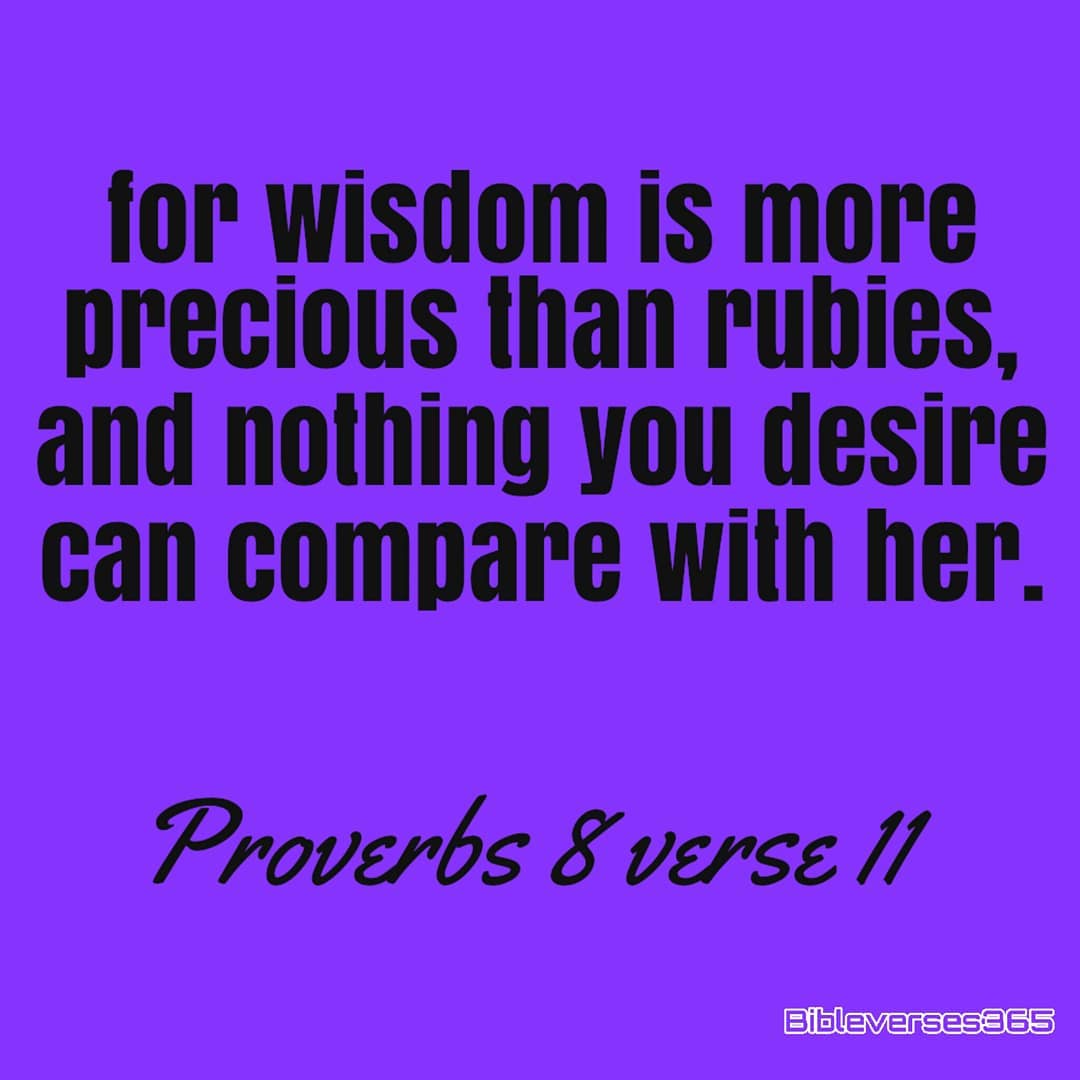 for wisdom is more
precious than rubies,
and nothing you desire
can compare with her.
Proverbs 8 verse 11
Bibleverses365